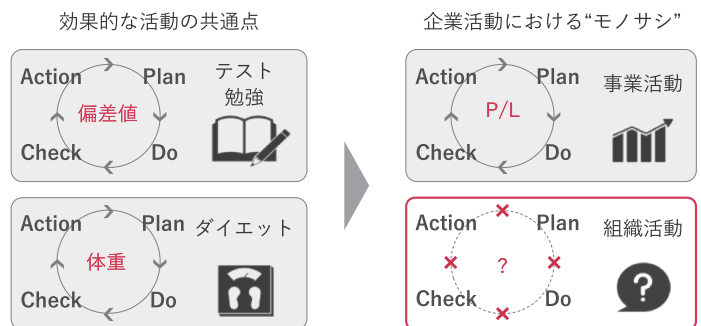 効果的な活動の共通点
Action Plan
偏差値
Check Do
テスト
勉強
Action Plan
体重
Check Do
ダイエット
企業活動における“モノサシ”
Action Plan
P/L
Check Do
事業活動
Action Plan
?
Check Do
組織活動
?